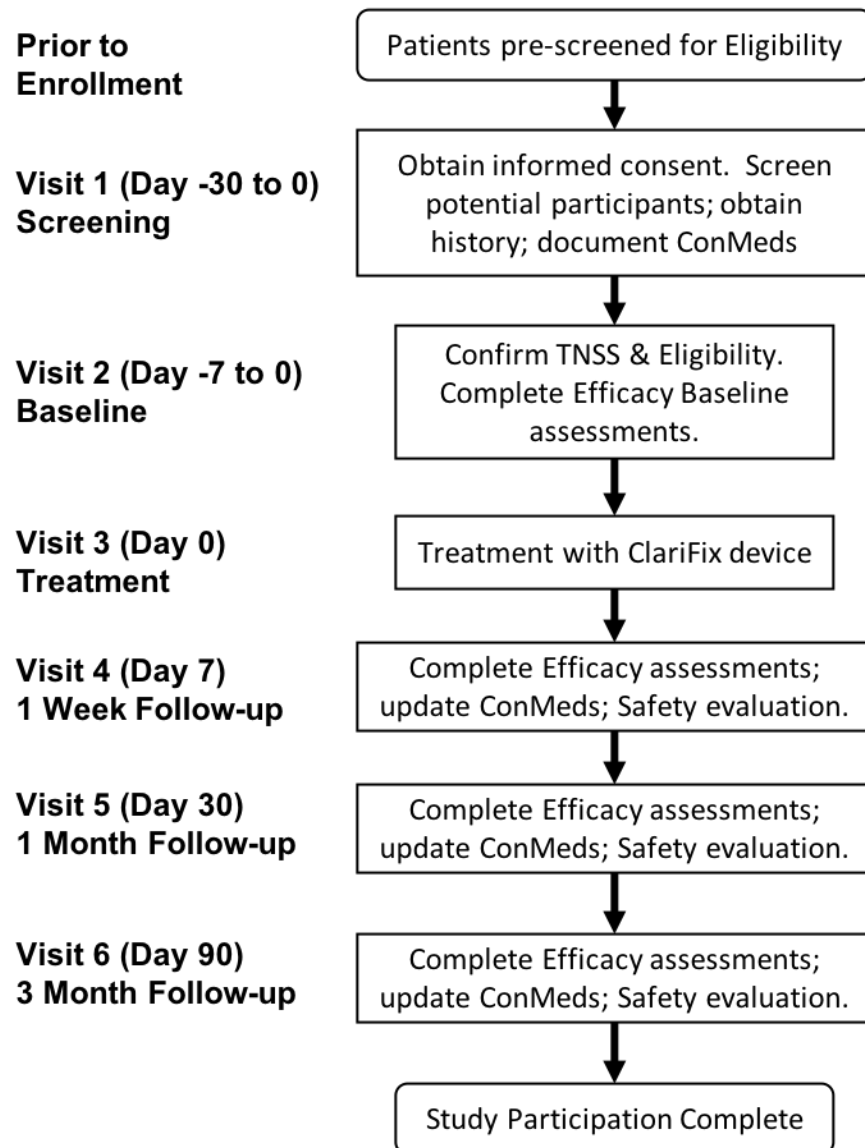 Prior to
Enrollment
Patients pre-screened for Eligibility
Visit 1 (Day -30 to 0)
Screening
Obtain informed consent.  Screen
potential participants; obtain
history; document ConMeds
Visit 2 (Day -7 to 0)
Baseline
Confirm TNSS & Eligibility.
Complete Efficacy Baseline
assessments.
Visit 3 (Day 0)
Treatment
Treatment with ClariFix device
Visit 4 (Day 7)
1 Week Follow-up
Complete Efficacy assessments;
update ConMeds; Safety evaluation.
Visit 5 (Day 30)
1 Month Follow-up
Complete Efficacy assessments;
update ConMeds; Safety evaluation.
Visit 6 (Day 90)
3 Month Follow-up
Complete Efficacy assessments;
update ConMeds; Safety evaluation.
Study Participation Complete